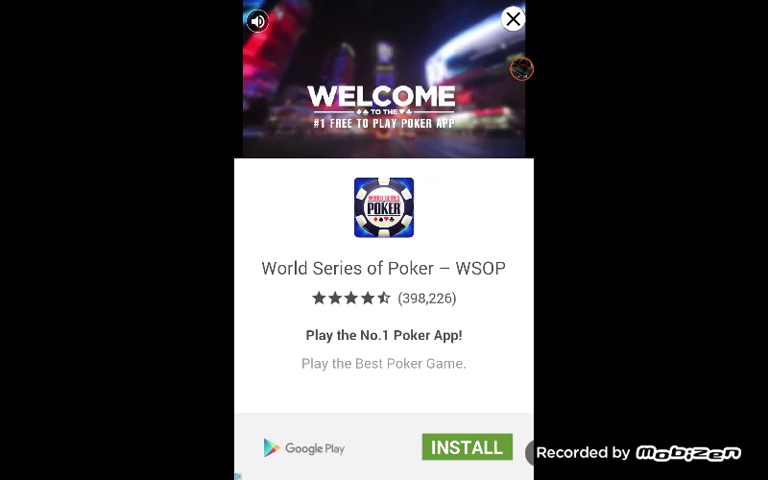 WELCOME
TO THE
#1 FREE TO PLAY POKER APP
WORLD SERIES
POKER
World Series of Poker – WSOP
(398,226)
Play the No.1 Poker App!
Play the Best Poker Game.
Google Play
INSTALL
Recorded by mobizen